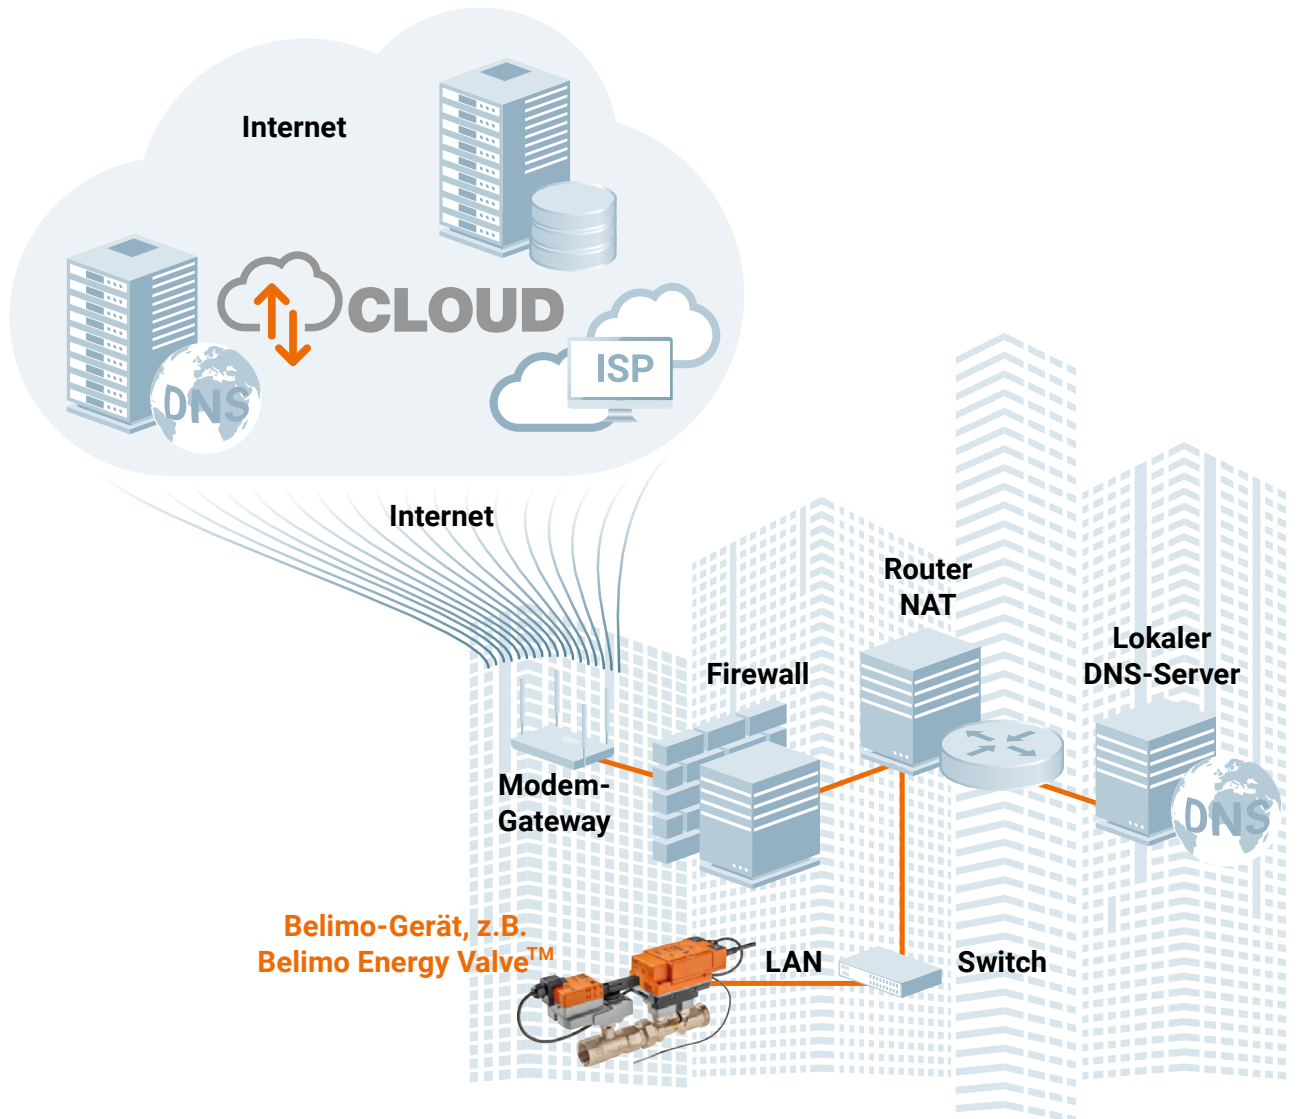 Internet
CLOUD
ISP
DNS
Internet
Router
NAT
Lokaler
DNS-Server
Firewall
Modem-
Gateway
DNS
Belimo-Gerät, z.B.
Belimo Energy Valve™
LAN
Switch